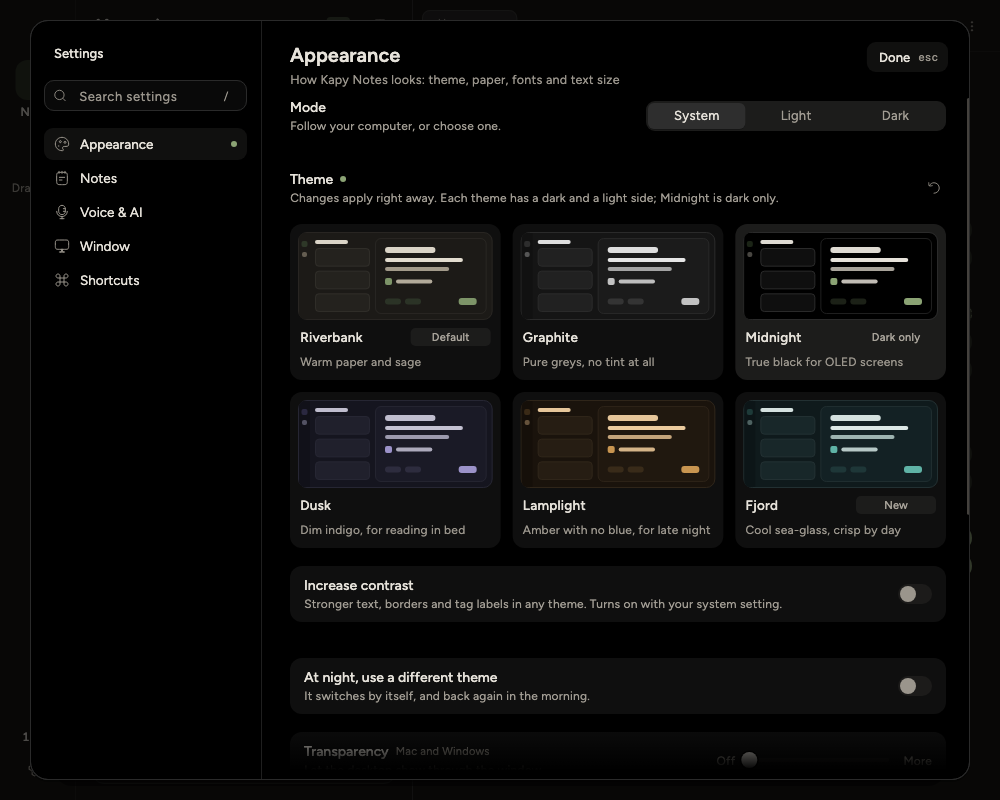 Settings
Search settings /
Appearance
Notes
Voice & AI
Window
Shortcuts
Appearance
How Kapy Notes looks: theme, paper, fonts and text size
Done esc
Mode
Follow your computer, or choose one.
System Light Dark
Theme
Changes apply right away. Each theme has a dark and a light side; Midnight is dark only.
Riverbank Default
Warm paper and sage
Graphite
Pure greys, no tint at all
Midnight Dark only
True black for OLED screens
Dusk
Dim indigo, for reading in bed
Lamplight
Amber with no blue, for late night
Fjord New
Cool sea-glass, crisp by day
Increase contrast
Stronger text, borders and tag labels in any theme. Turns on with your system setting.
At night, use a different theme
It switches by itself, and back again in the morning.
Transparency Mac and Windows
Off More